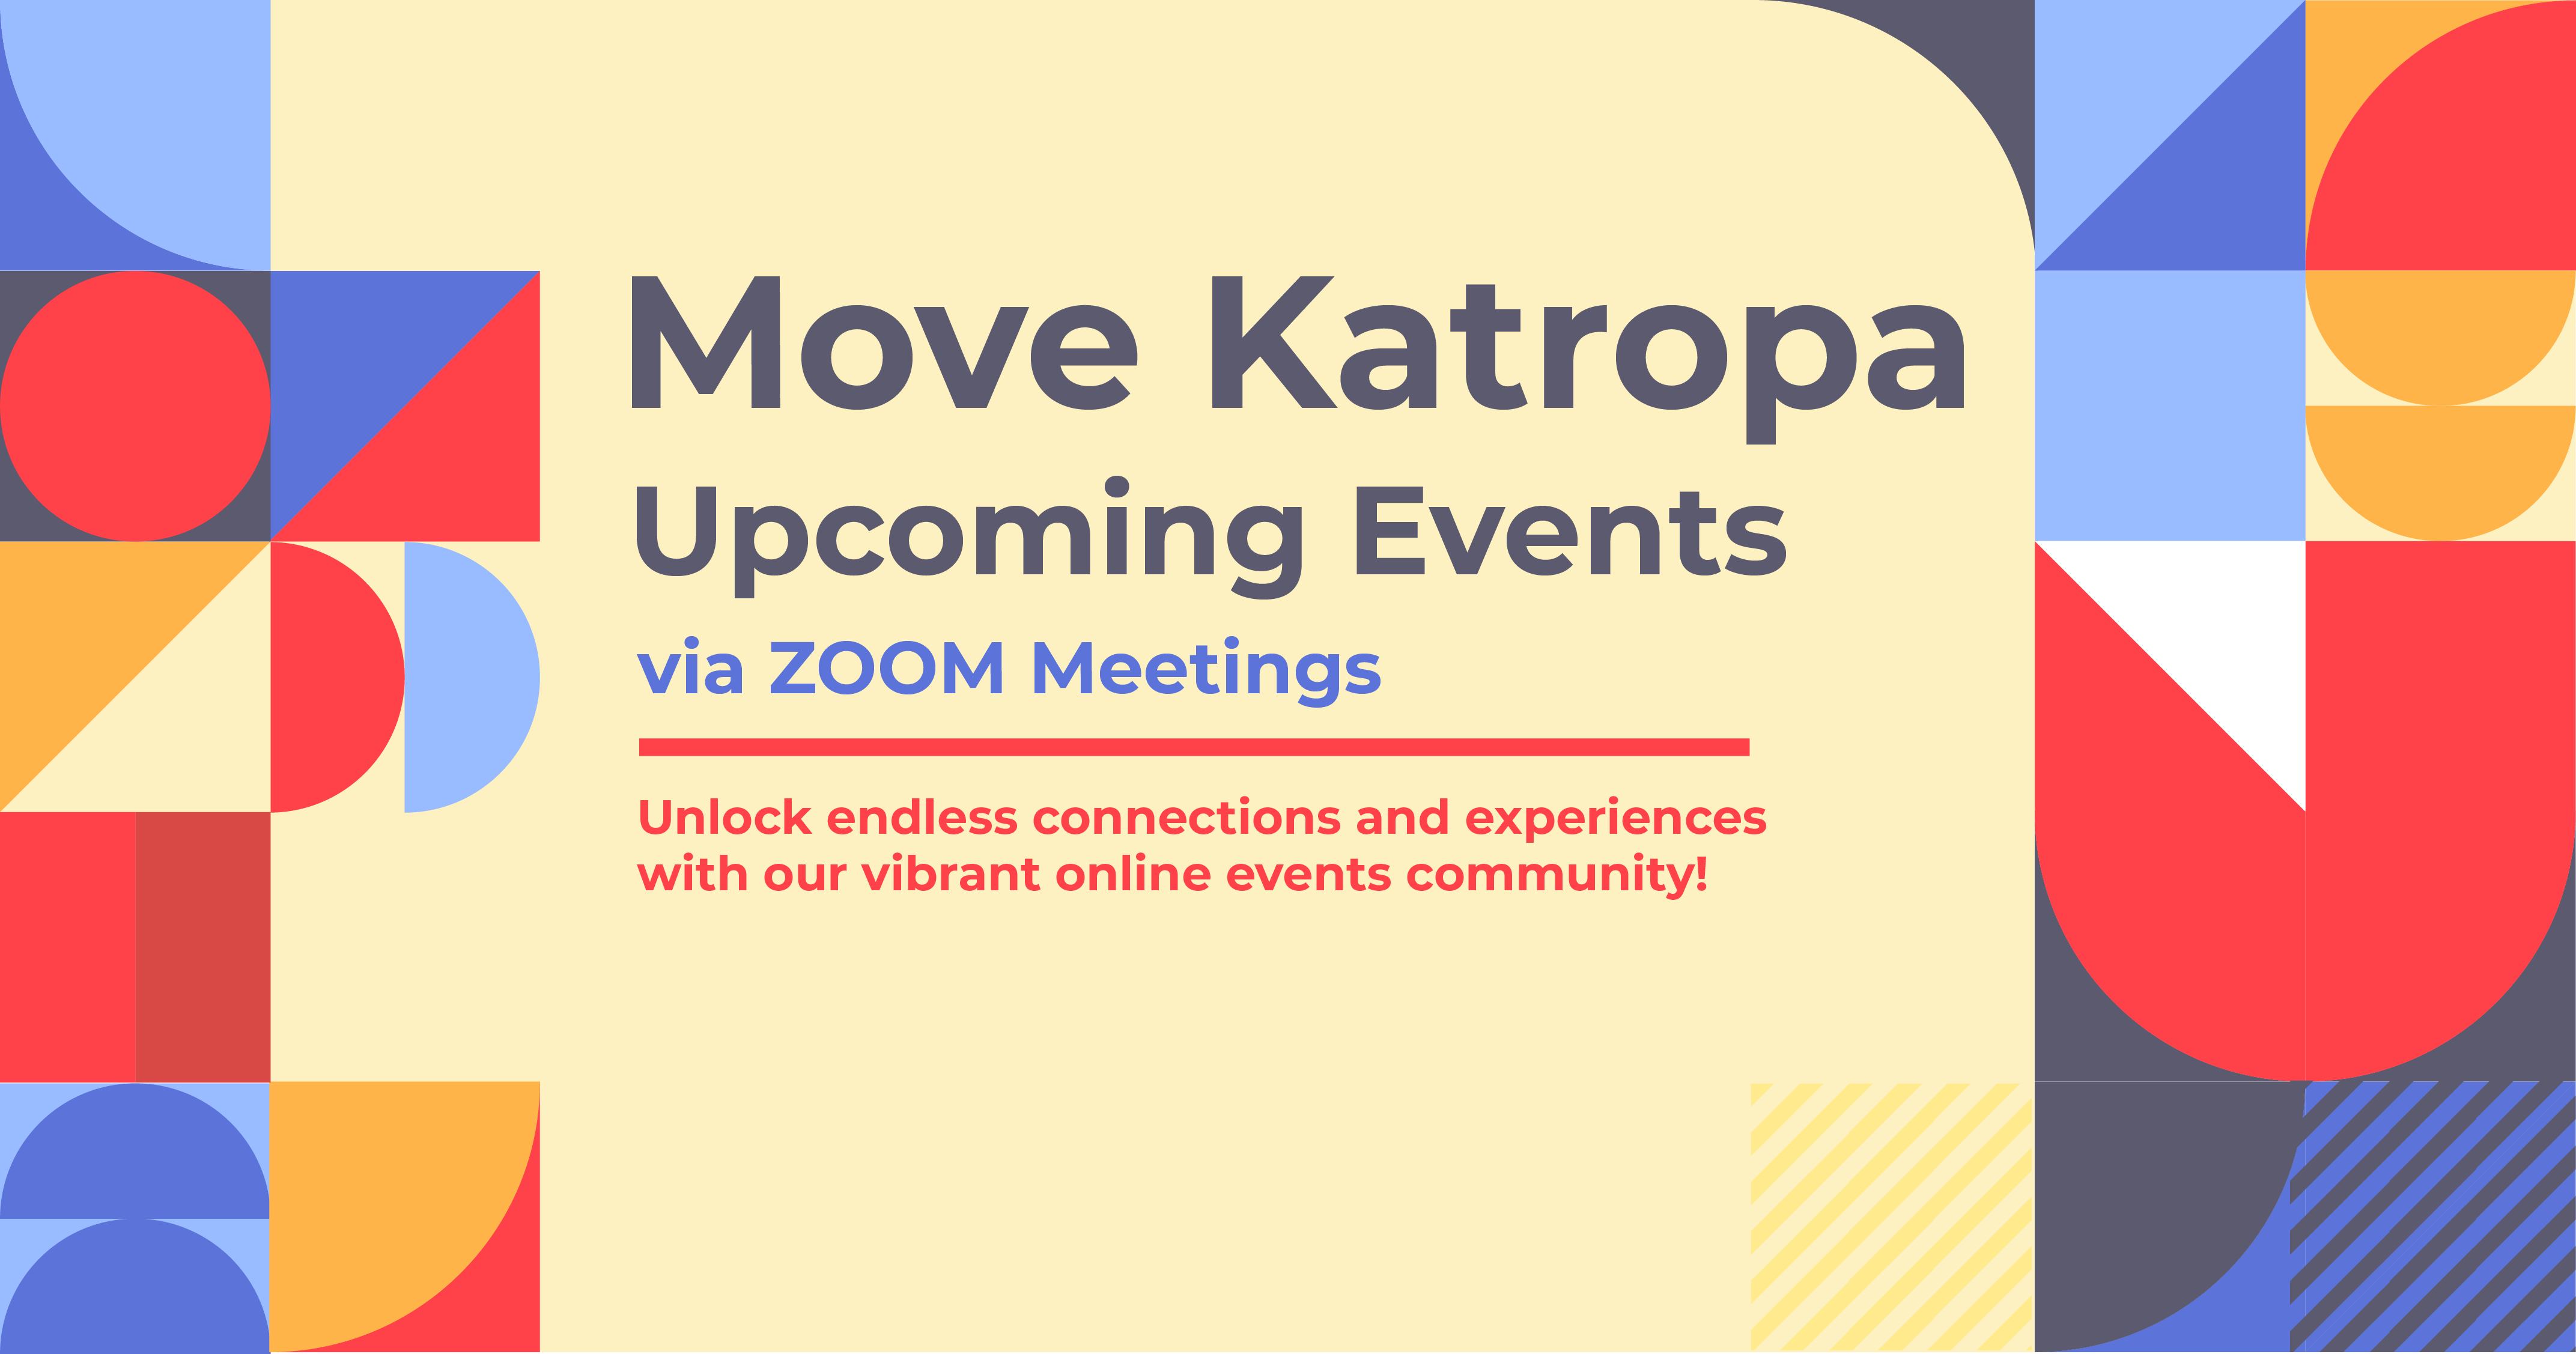 Move Katropa
Upcoming Events
via ZOOM Meetings
Unlock endless connections and experiences
with our vibrant online events community!